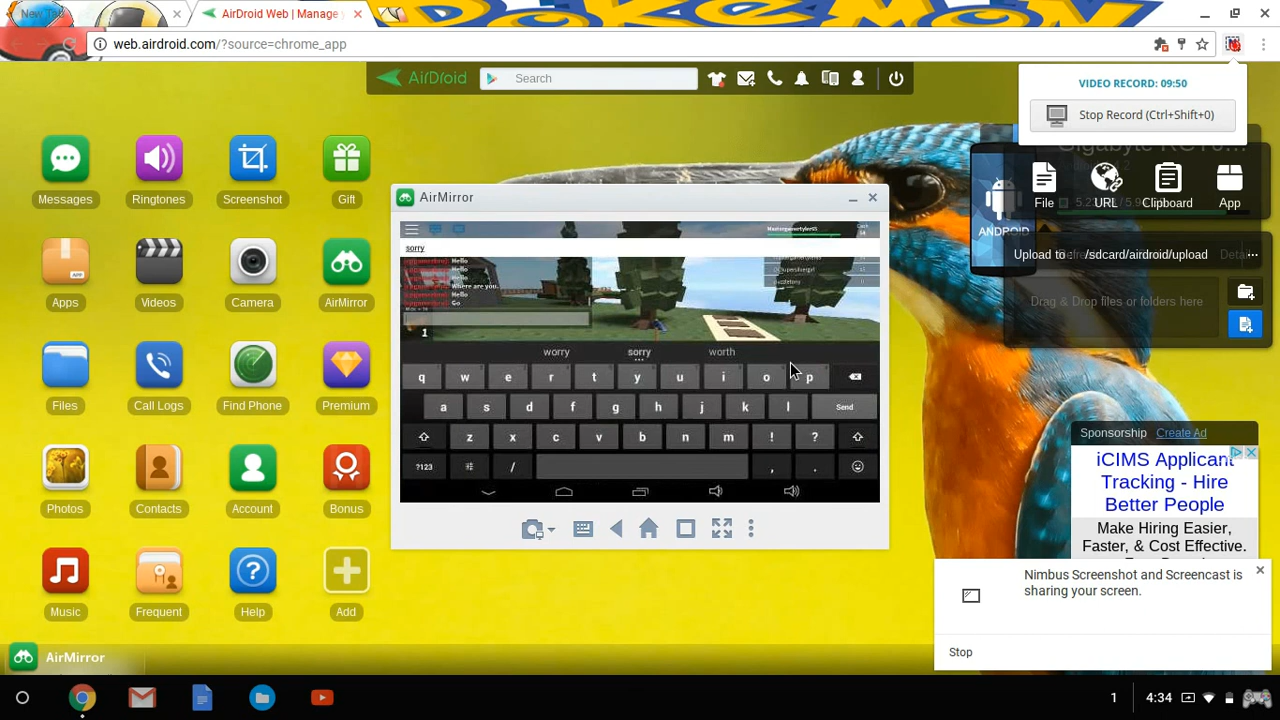 POKEMON
New Tab
AirDroid Web | Manage
web.airdroid.com/?source=chrome_app
AirDroid
Search
VIDEO RECORD: 09:50
Stop Record (Ctrl+Shift+0)
File
URL
Clipboard
App
ANDROID
Upload to
/sdcard/airdroid/upload
Drag & Drop files or folders here
Messages
Ringtones
Screenshot
Gift
Apps
Videos
Camera
AirMirror
Files
Call Logs
Find Phone
Premium
Photos
Contacts
Account
Bonus
Music
Frequent
Help
Add
AirMirror
sorry
Hello
Hello
Where are you
Hello
Go
1
worry
sorry
worth
q w e r t y u i o p
a s d f g h j k l Send
z x c v b n m ! ?
?123 / , .
Sponsorship Create Ad
iCIMS Applicant
Tracking - Hire
Better People
Make Hiring Easier,
Faster, & Cost Effective.
Nimbus Screenshot and Screencast is
sharing your screen.
Stop
AirMirror
1
4:34